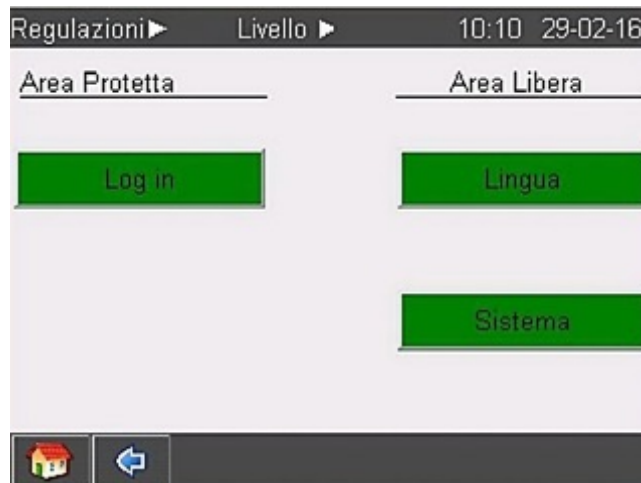 Regulazioni▶ Livello ▶ 10:10 29-02-16
Area Protetta Area Libera
Log in Lingua
Sistema